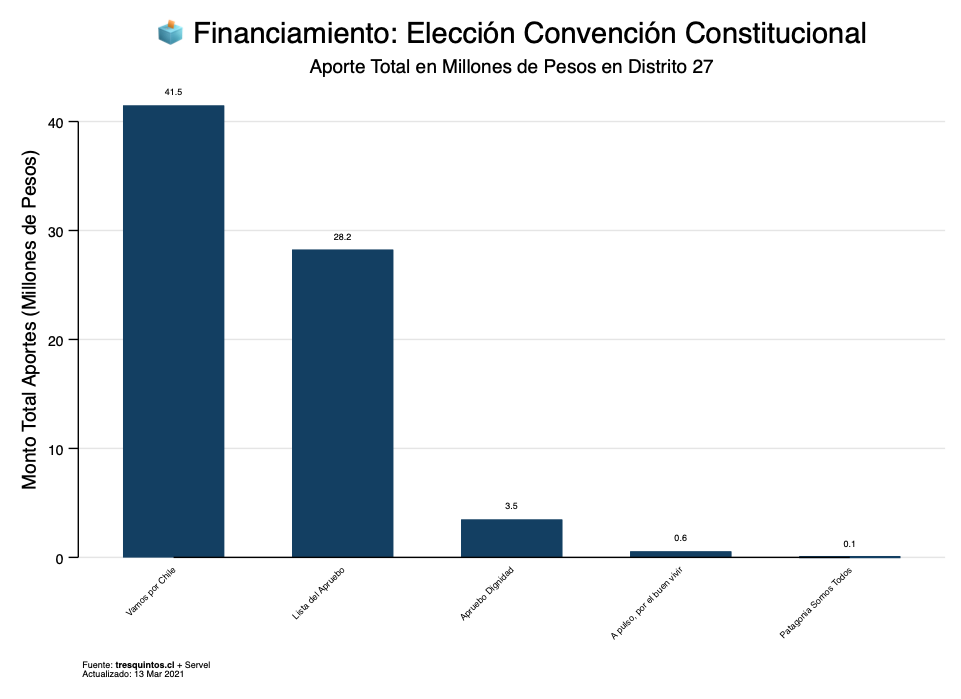 Financiamiento: Elección Convención Constitucional
Aporte Total en Millones de Pesos en Distrito 27
Monto Total Aportes (Millones de Pesos)
40
30
20
10
0
41.5
28.2
3.5
0.6
0.1
Vamos por Chile
Lista del Apruebo
Apruebo Dignidad
A pulso, por el buen vivir
Patagonia Somos Todos
Fuente: tresquintos.cl + Servel
Actualizado: 13 Mar 2021